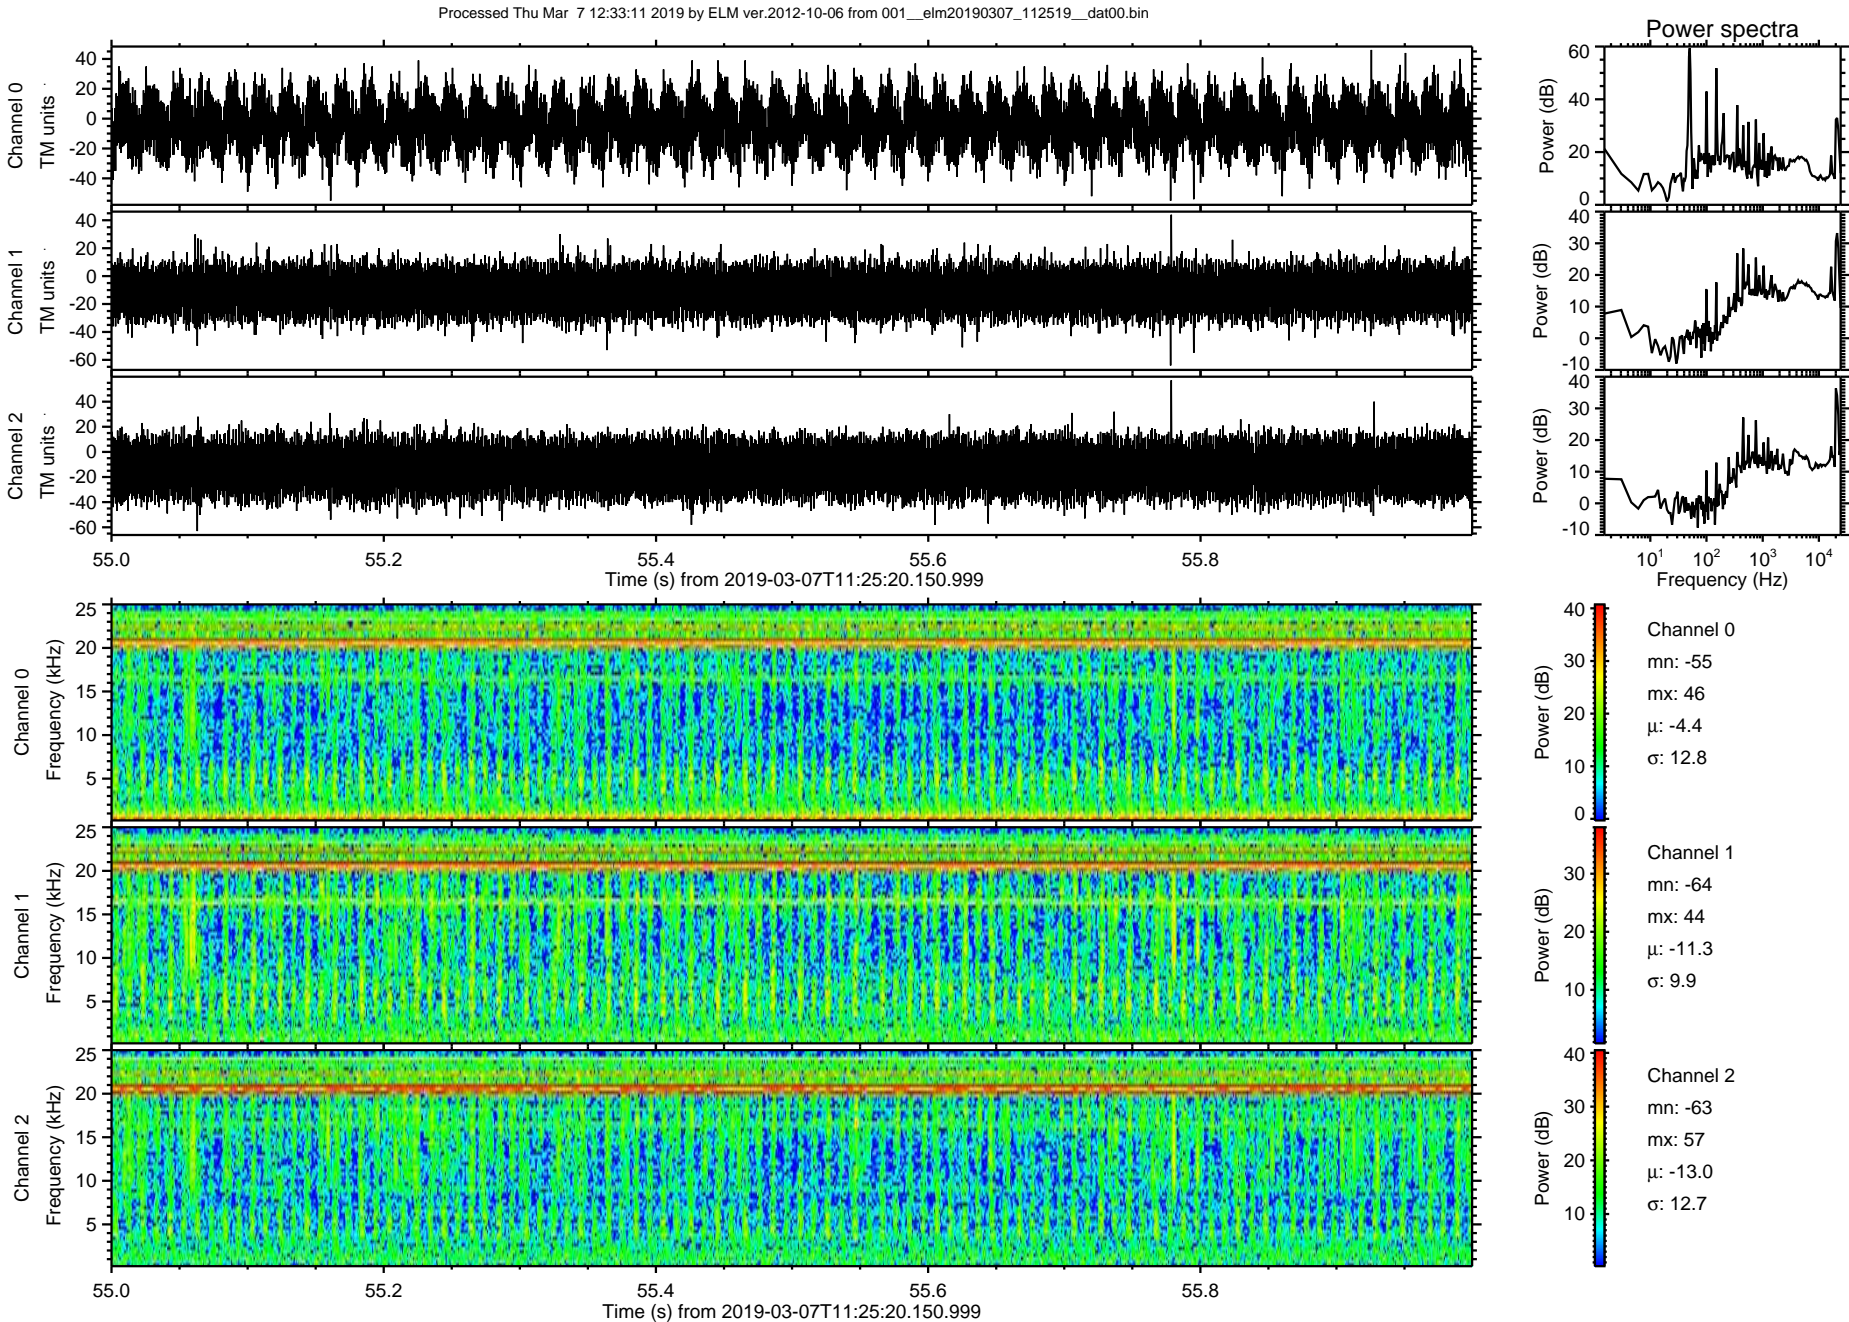 Processed Thu Mar 7 12:33:11 2019 by ELM ver.2012-10-06 from 001__elm20190307_112519__dat00.bin
Power spectra
Channel 0
TM units
40
20
0
-20
-40
Power (dB)
60
40
20
0
Channel 1
TM units
40
20
0
-20
-40
-60
Power (dB)
40
30
20
10
0
-10
Channel 2
TM units
40
20
0
-20
-40
-60
Power (dB)
40
30
20
10
0
-10
55.0 55.2 55.4 55.6 55.8
Time (s) from 2019-03-07T11:25:20.150.999
10^1 10^2 10^3 10^4
Frequency (Hz)
Channel 0
Frequency (kHz)
25
20
15
10
5
Power (dB)
40
30
20
10
0
Channel 0
mn: -55
mx: 46
μ: -4.4
σ: 12.8
Channel 1
Frequency (kHz)
25
20
15
10
5
Power (dB)
30
20
10
Channel 1
mn: -64
mx: 44
μ: -11.3
σ: 9.9
Channel 2
Frequency (kHz)
25
20
15
10
5
Power (dB)
40
30
20
10
Channel 2
mn: -63
mx: 57
μ: -13.0
σ: 12.7
55.0 55.2 55.4 55.6 55.8
Time (s) from 2019-03-07T11:25:20.150.999